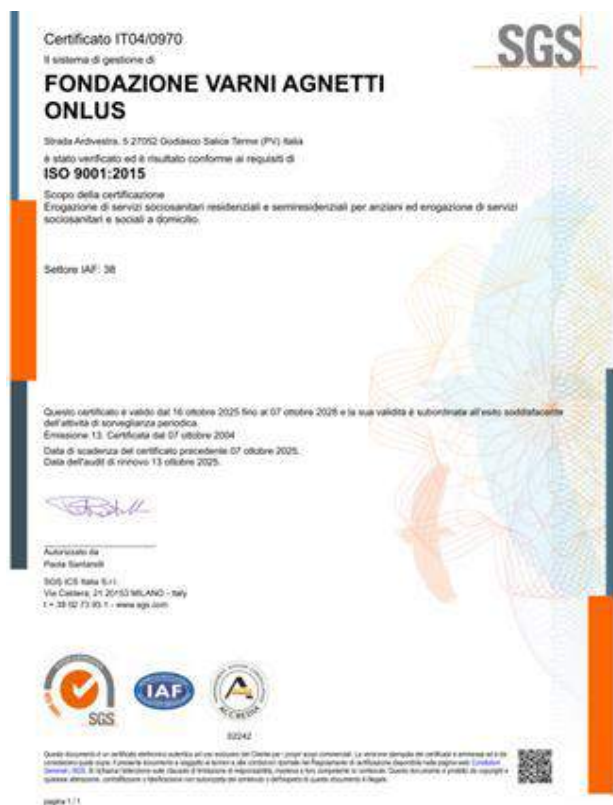 Certificato IT04/0970
SGS
Il sistema di gestione di
FONDAZIONE VARNI AGNETTI
ONLUS
Strada Ardivestra, 5 27052 Godiasco Salice Terme (PV) Italia
è stato verificato ed è risultato conforme ai requisiti di
ISO 9001:2015
Scopo della certificazione
Erogazione di servizi sociosanitari residenziali e semiresidenziali per anziani ed erogazione di servizi
sociosanitari e sociali a domicilio.
Settore IAF: 38
Questo certificato è valido dal 16 ottobre 2025 fino al 07 ottobre 2028 e la sua validità è subordinata all'esito soddisfacente
dell'attività di sorveglianza periodica.
Emissione 13. Certificata dal 07 ottobre 2004
Data di scadenza del certificato precedente 07 ottobre 2025.
Data dell'audit di rinnovo 13 ottobre 2025.
Autorizzato da
Paola Santarelli
SGS ICS Italia S.r.l.
Via Caldera, 21 20153 MILANO - Italy
t + 39 02 73 93 1 - www.sgs.com
SGS
IAF
ACCREDIA
pagina 1 / 1